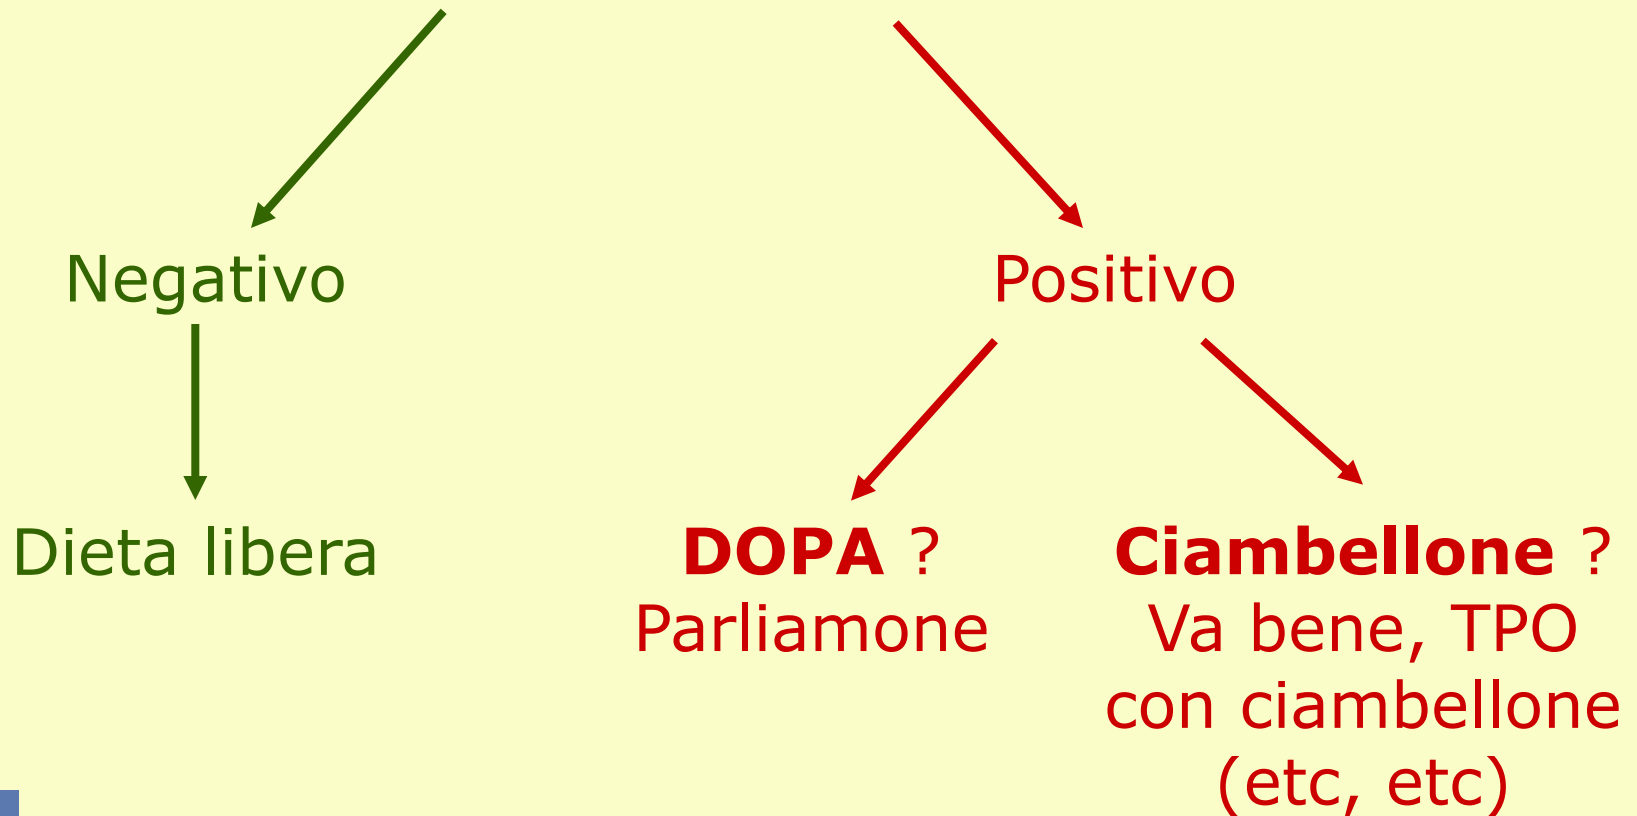 Negativo
Positivo
Dieta libera
DOPA ?
Parliamone
Ciambellone ?
Va bene, TPO
con ciambellone
(etc, etc)